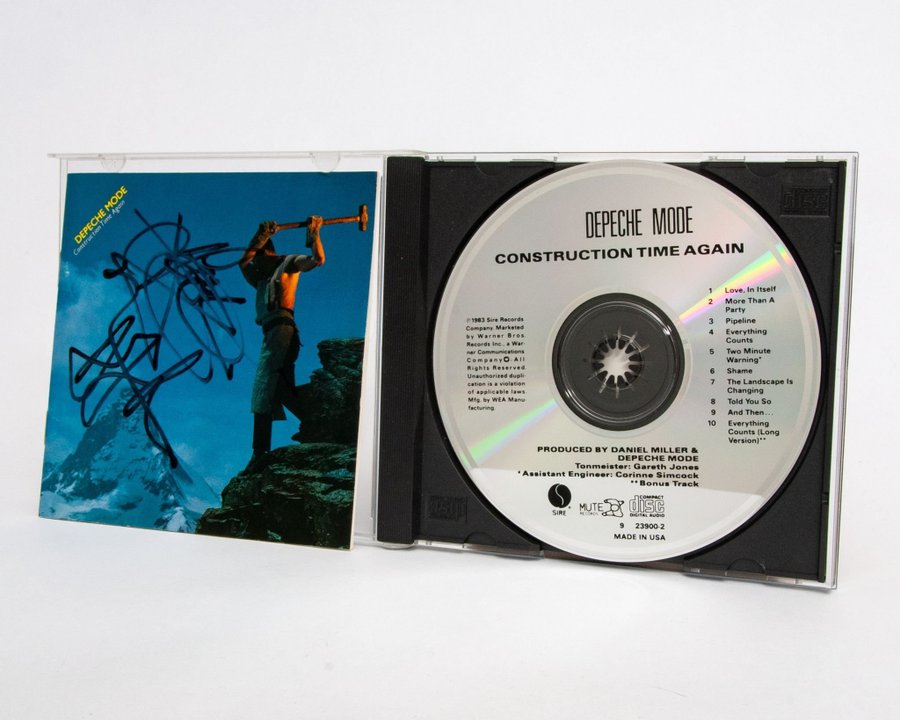 DEPECHE MODE
Construction Time Again
DEPECHE MODE
CONSTRUCTION TIME AGAIN
℗1983 Sire Records
Company. Marketed
by Warner Bros.
Records Inc., a War-
ner Communications
Company. All
Rights Reserved.
Unauthorized dupli-
cation is a violation
of applicable laws.
Mfg. by WEA Manu-
facturing.
1 Love, In Itself
2 More Than A
Party
3 Pipeline
4 Everything
Counts
5 Two Minute
Warning*
6 Shame
7 The Landscape Is
Changing
8 Told You So
9 And Then...
10 Everything
Counts (Long
Version)**
PRODUCED BY DANIEL MILLER &
DEPECHE MODE
Tonmeister: Gareth Jones
*Assistant Engineer: Corinne Simcock
**Bonus Track
SIRE
MUTE
RECORDS
COMPACT
disc
DIGITAL AUDIO
9 23900-2
MADE IN USA